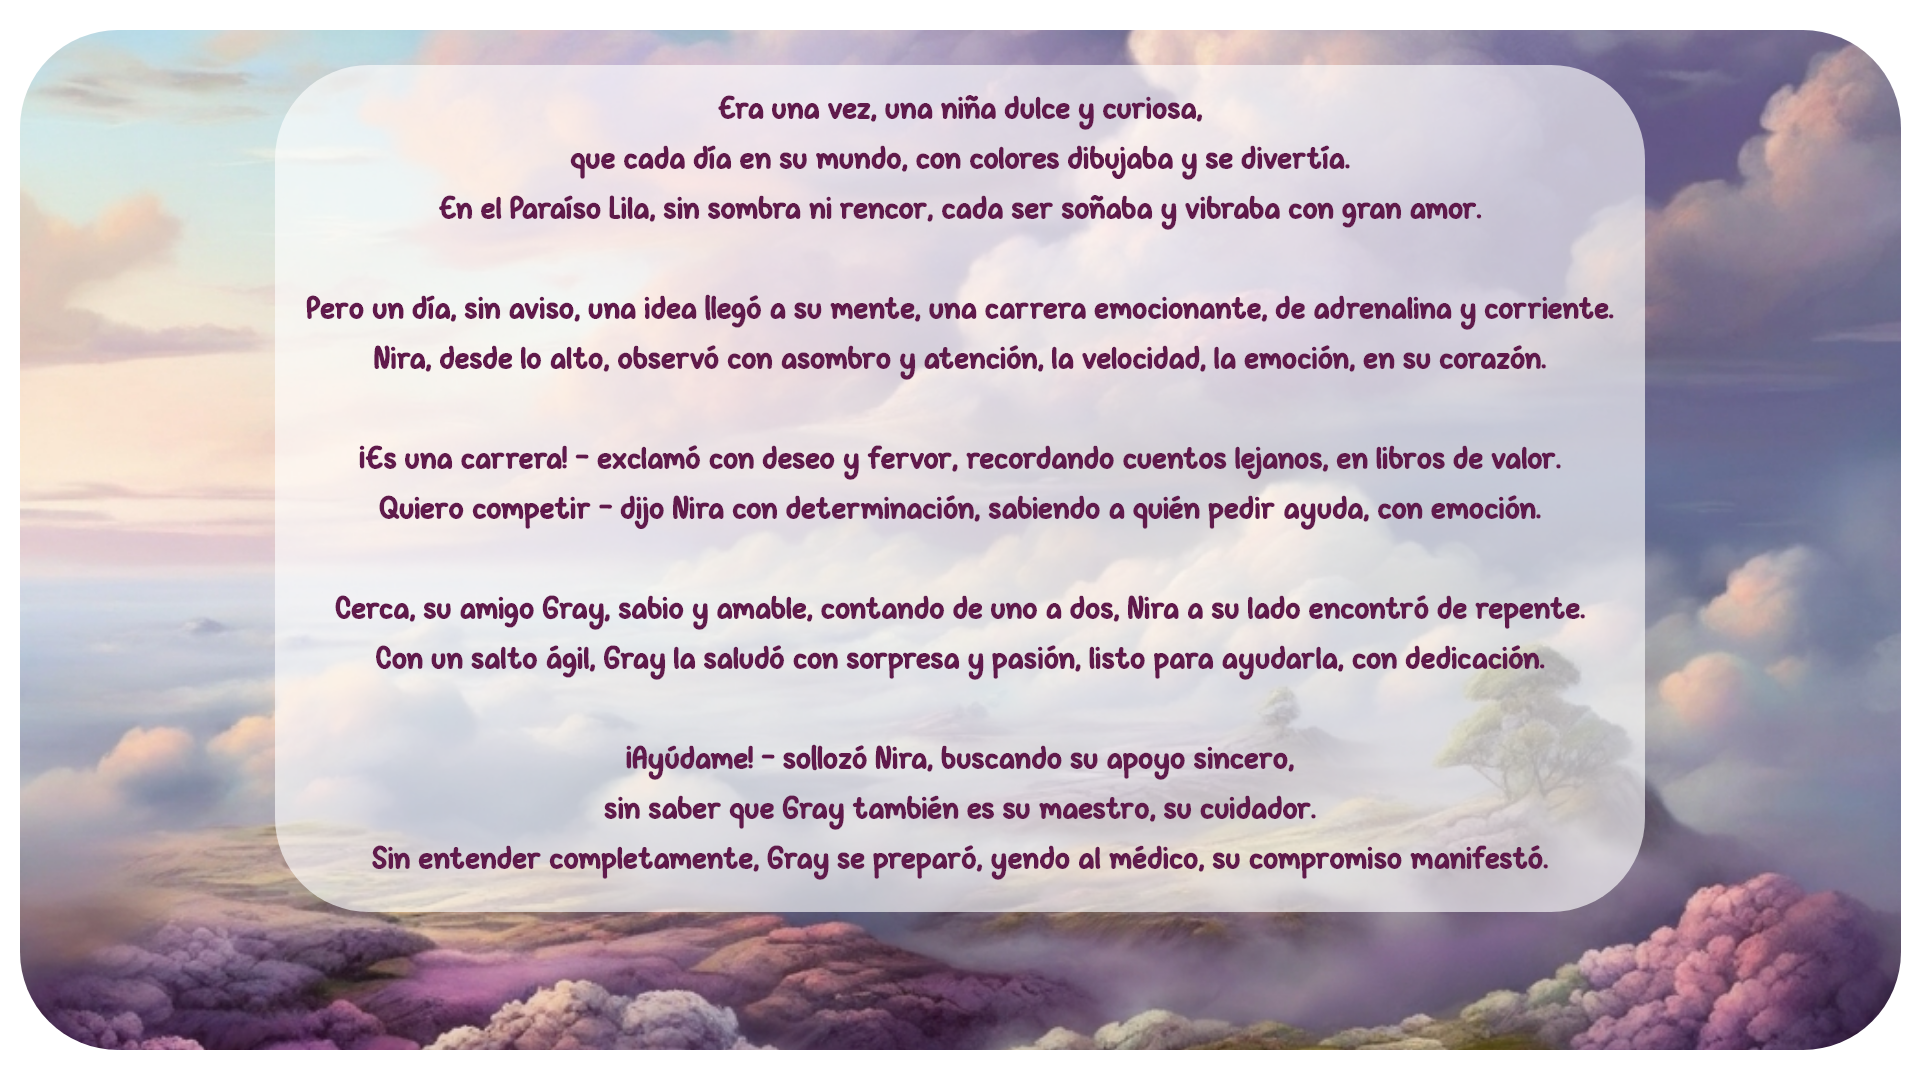 Era una vez, una niña dulce y curiosa,
que cada día en su mundo, con colores dibujaba y se divertía.
En el Paraíso Lila, sin sombra ni rencor, cada ser soñaba y vibraba con gran amor.
Pero un día, sin aviso, una idea llegó a su mente, una carrera emocionante, de adrenalina y corriente.
Nira, desde lo alto, observó con asombro y atención, la velocidad, la emoción, en su corazón.
¡Es una carrera! - exclamó con deseo y fervor, recordando cuentos lejanos, en libros de valor.
Quiero competir - dijo Nira con determinación, sabiendo a quién pedir ayuda, con emoción.
Cerca, su amigo Gray, sabio y amable, contando de uno a dos, Nira a su lado encontró de repente.
Con un salto ágil, Gray la saludó con sorpresa y pasión, listo para ayudarla, con dedicación.
¡Ayúdame! - sollozó Nira, buscando su apoyo sincero,
sin saber que Gray también es su maestro, su cuidador.
Sin entender completamente, Gray se preparó, yendo al médico, su compromiso manifestó.